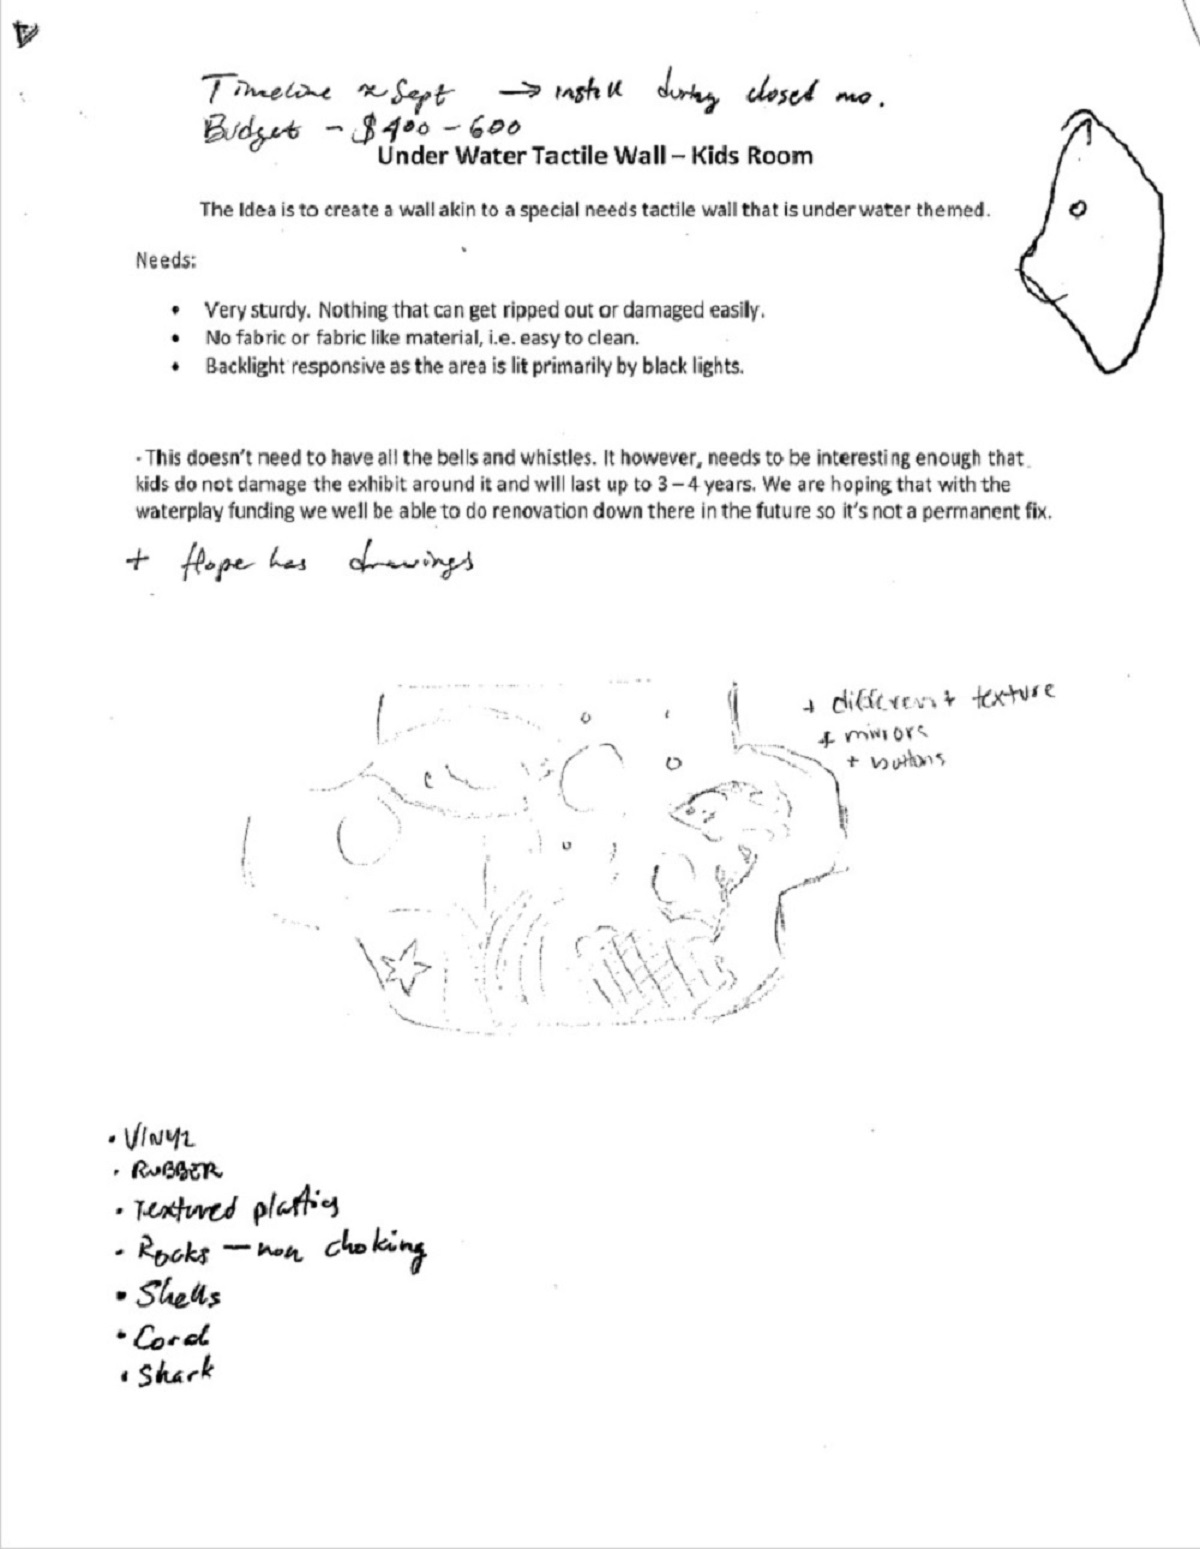 Timeline ≈ Sept → install during closed mo.
Budget - $400 - 600
Under Water Tactile Wall – Kids Room
The Idea is to create a wall akin to a special needs tactile wall that is under water themed.
Needs:
• Very sturdy. Nothing that can get ripped out or damaged easily.
• No fabric or fabric like material, i.e. easy to clean.
• Backlight responsive as the area is lit primarily by black lights.
- This doesn't need to have all the bells and whistles. It however, needs to be interesting enough that
kids do not damage the exhibit around it and will last up to 3 – 4 years. We are hoping that with the
waterplay funding we well be able to do renovation down there in the future so it's not a permanent fix.
+ Hope has drawings
+ different texture
+ mirrors
+ buttons
• VINYL
• RUBBER
• Textured plastics
• Rocks — non choking
• Shells
• Coral
• Shark